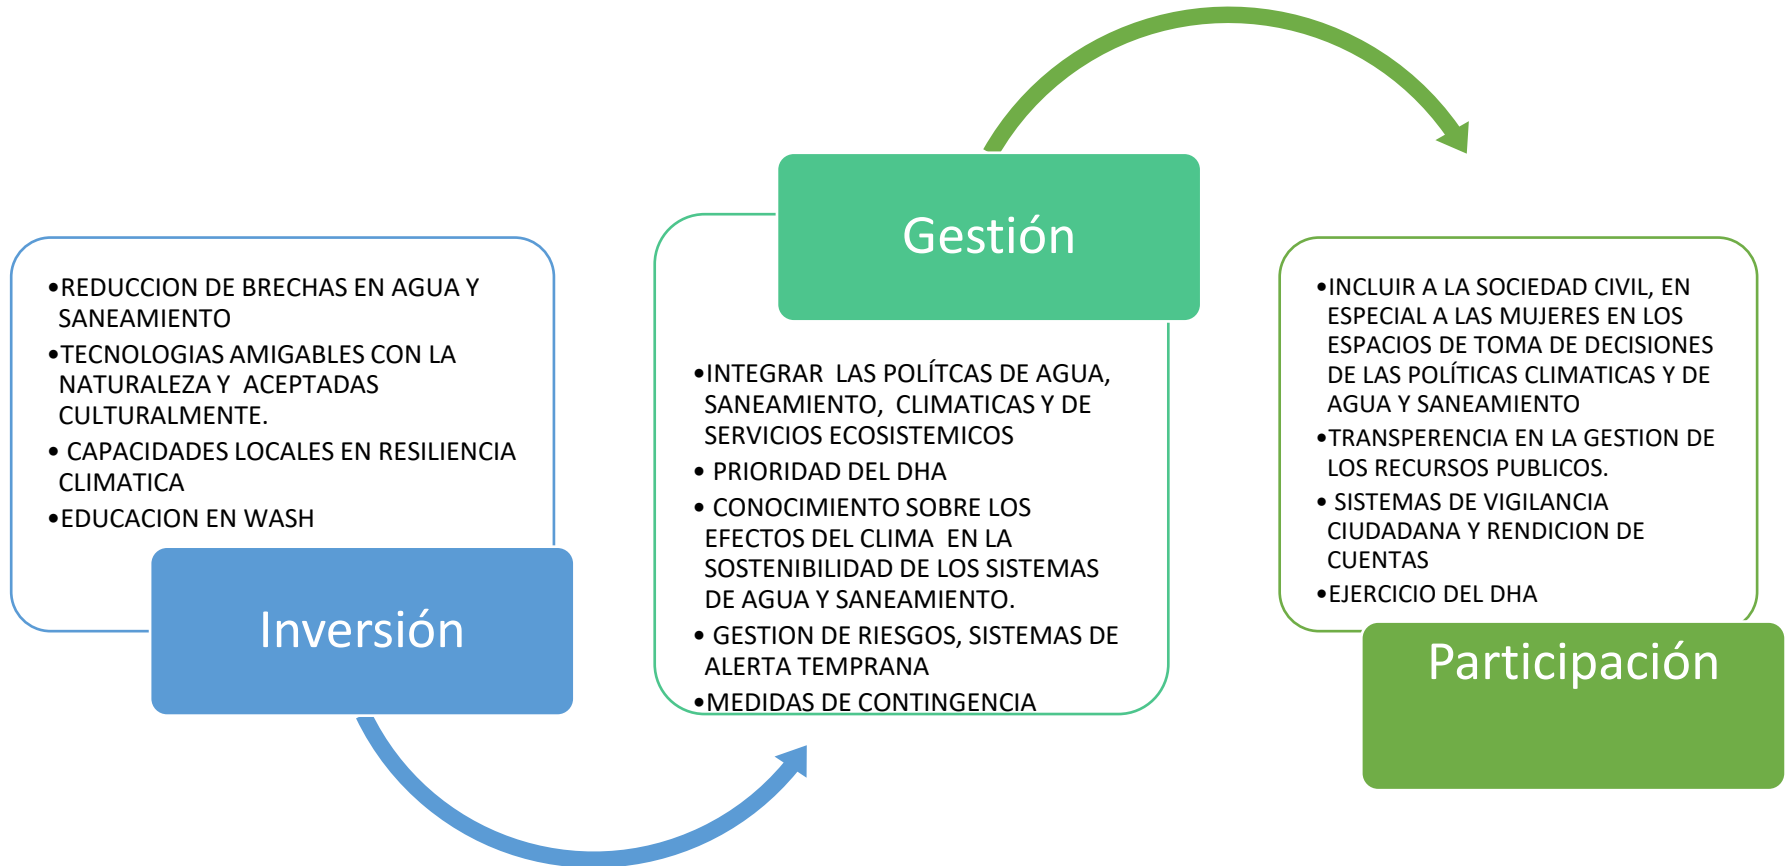 •REDUCCION DE BRECHAS EN AGUA Y
SANEAMIENTO
•TECNOLOGIAS AMIGABLES CON LA
NATURALEZA Y ACEPTADAS
CULTURALMENTE.
• CAPACIDADES LOCALES EN RESILIENCIA
CLIMATICA
•EDUCACION EN WASH
Inversión
Gestión
•INTEGRAR LAS POLÍTCAS DE AGUA,
SANEAMIENTO, CLIMATICAS Y DE
SERVICIOS ECOSISTEMICOS
• PRIORIDAD DEL DHA
• CONOCIMIENTO SOBRE LOS
EFECTOS DEL CLIMA EN LA
SOSTENIBILIDAD DE LOS SISTEMAS
DE AGUA Y SANEAMIENTO.
• GESTION DE RIESGOS, SISTEMAS DE
ALERTA TEMPRANA
•MEDIDAS DE CONTINGENCIA
•INCLUIR A LA SOCIEDAD CIVIL, EN
ESPECIAL A LAS MUJERES EN LOS
ESPACIOS DE TOMA DE DECISIONES
DE LAS POLÍTICAS CLIMATICAS Y DE
AGUA Y SANEAMIENTO
•TRANSPERENCIA EN LA GESTION DE
LOS RECURSOS PUBLICOS.
• SISTEMAS DE VIGILANCIA
CIUDADANA Y RENDICION DE
CUENTAS
•EJERCICIO DEL DHA
Participación